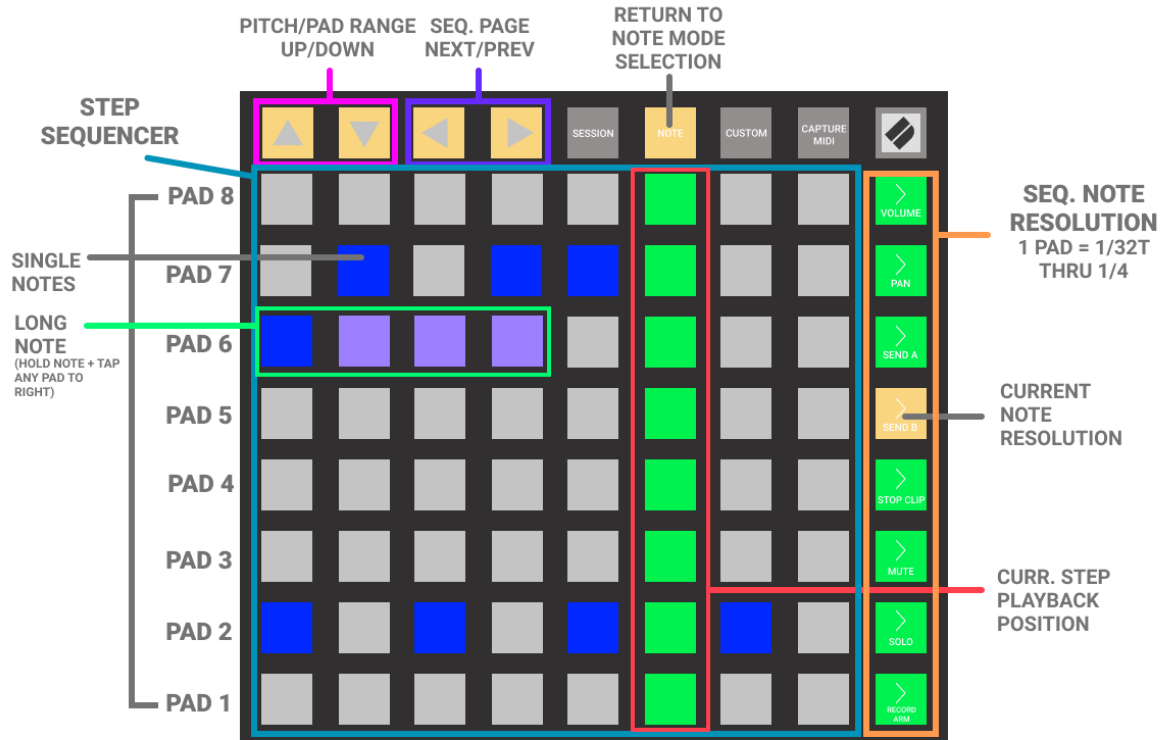 PITCH/PAD RANGE
UP/DOWN
SEQ. PAGE
NEXT/PREV
RETURN TO
NOTE MODE
SELECTION
STEP
SEQUENCER
SESSION
NOTE
CUSTOM
CAPTURE
MIDI
PAD 8
VOLUME
SEQ. NOTE
RESOLUTION
1 PAD = 1/32T
THRU 1/4
SINGLE
NOTES
PAD 7
PAN
LONG
NOTE
(HOLD NOTE + TAP
ANY PAD TO
RIGHT)
PAD 6
SEND A
PAD 5
SEND B
CURRENT
NOTE
RESOLUTION
PAD 4
STOP CLIP
PAD 3
MUTE
CURR. STEP
PLAYBACK
POSITION
PAD 2
SOLO
PAD 1
RECORD
ARM